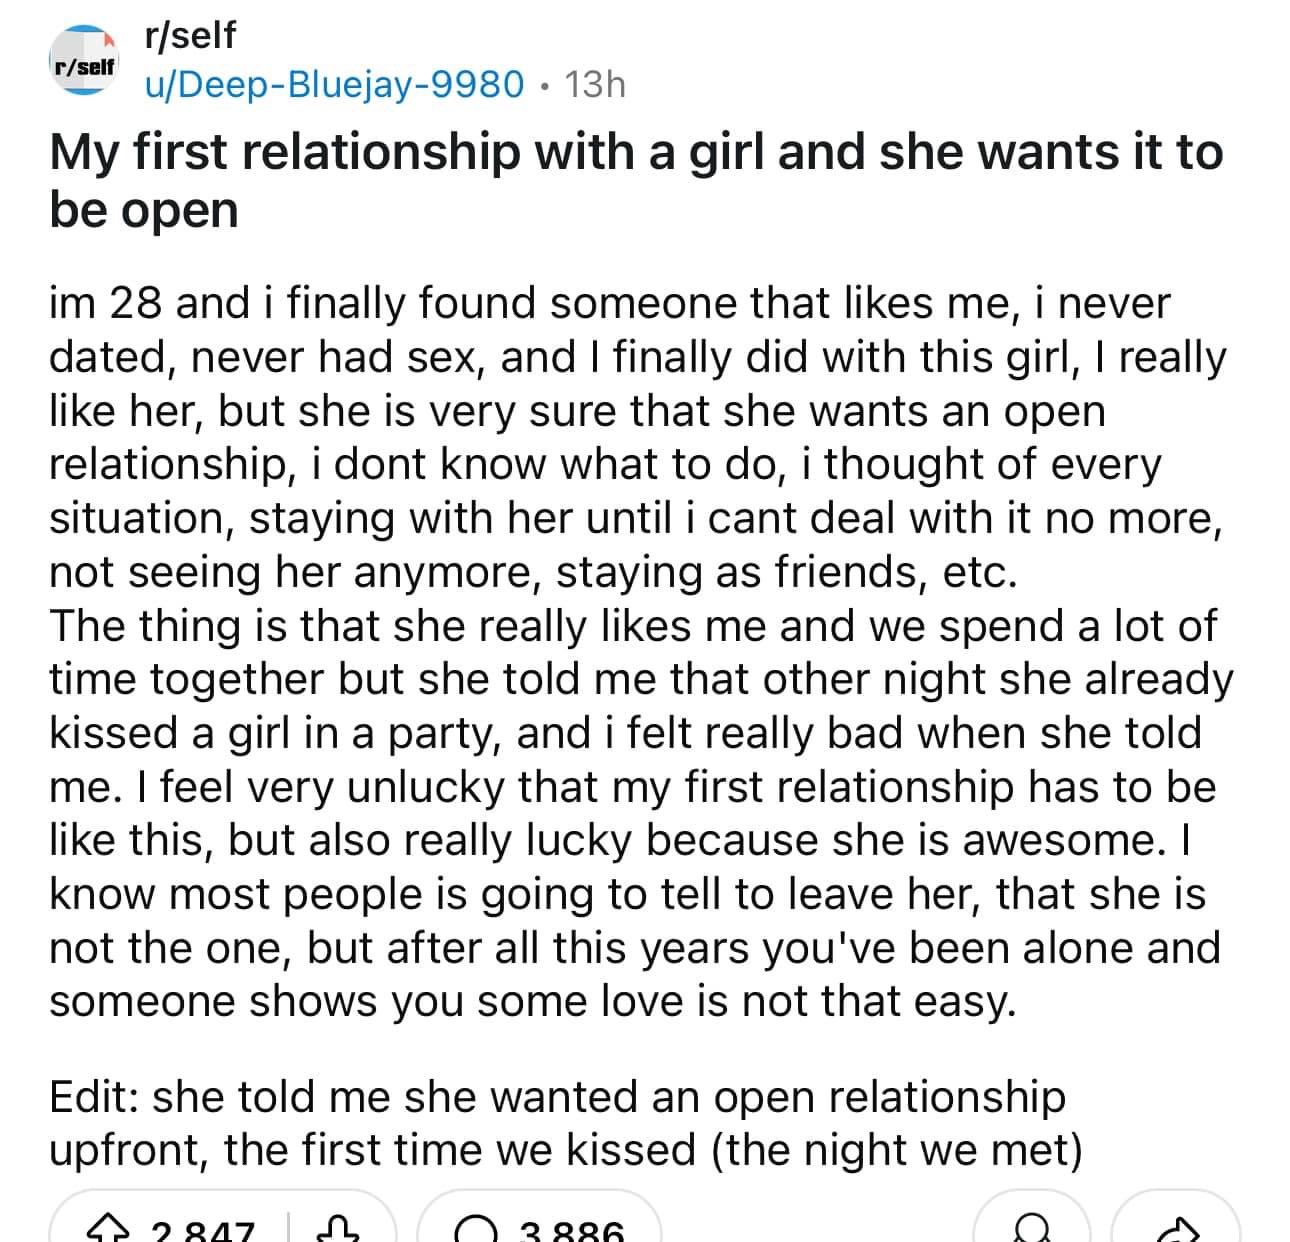 r/self
r/self
u/Deep-Bluejay-9980 • 13h
My first relationship with a girl and she wants it to
be open
im 28 and i finally found someone that likes me, i never
dated, never had sex, and I finally did with this girl, I really
like her, but she is very sure that she wants an open
relationship, i dont know what to do, i thought of every
situation, staying with her until i cant deal with it no more,
not seeing her anymore, staying as friends, etc.
The thing is that she really likes me and we spend a lot of
time together but she told me that other night she already
kissed a girl in a party, and i felt really bad when she told
me. I feel very unlucky that my first relationship has to be
like this, but also really lucky because she is awesome. I
know most people is going to tell to leave her, that she is
not the one, but after all this years you've been alone and
someone shows you some love is not that easy.
Edit: she told me she wanted an open relationship
upfront, the first time we kissed (the night we met)
2,847 3,886